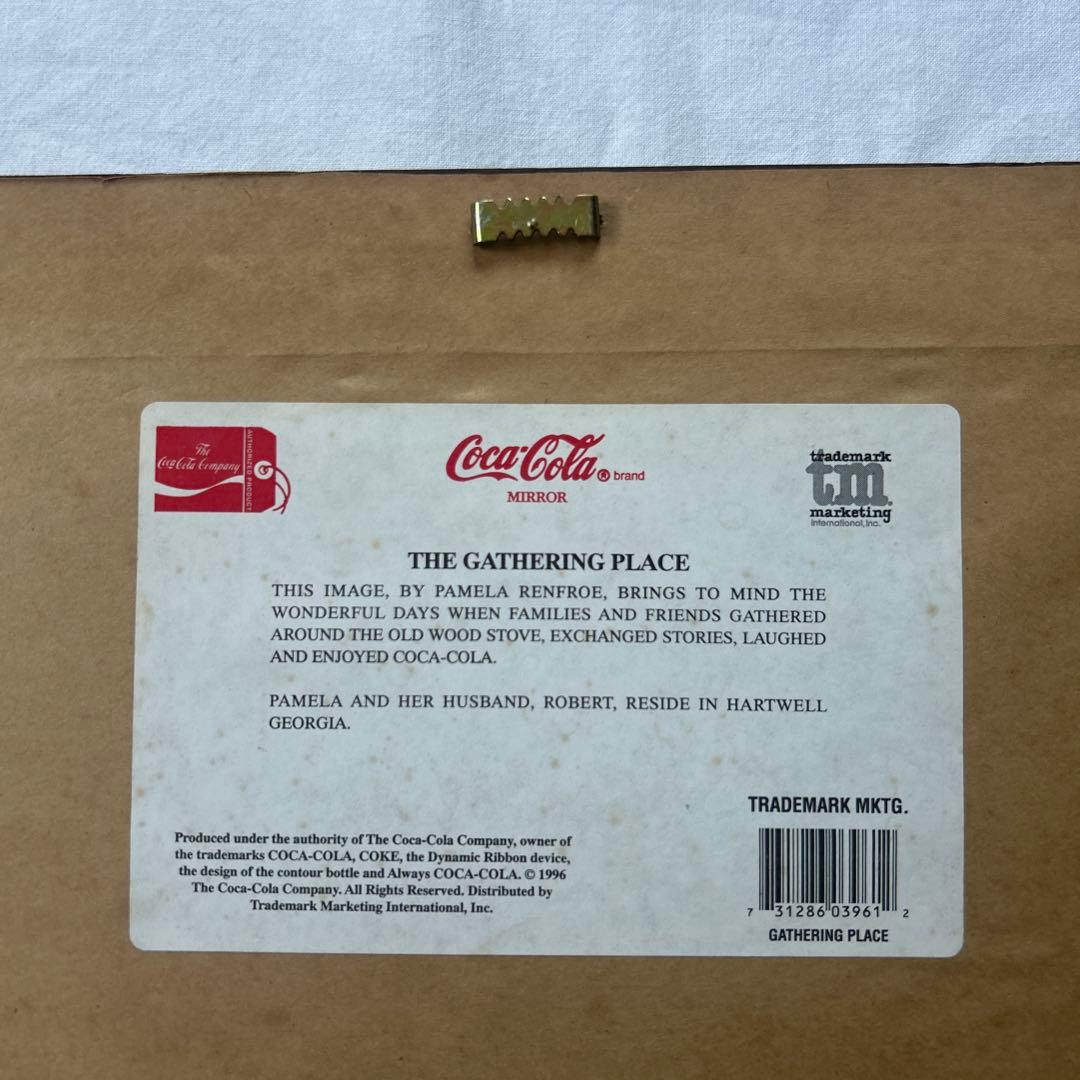 The
Coca-Cola Company
AUTHORIZED PRODUCT
Coca-Cola® brand
MIRROR
trademark
tm
marketing
international, inc.
THE GATHERING PLACE
THIS IMAGE, BY PAMELA RENFROE, BRINGS TO MIND THE
WONDERFUL DAYS WHEN FAMILIES AND FRIENDS GATHERED
AROUND THE OLD WOOD STOVE, EXCHANGED STORIES, LAUGHED
AND ENJOYED COCA-COLA.
PAMELA AND HER HUSBAND, ROBERT, RESIDE IN HARTWELL
GEORGIA.
Produced under the authority of The Coca-Cola Company, owner of
the trademarks COCA-COLA, COKE, the Dynamic Ribbon device,
the design of the contour bottle and Always COCA-COLA. © 1996
The Coca-Cola Company. All Rights Reserved. Distributed by
Trademark Marketing International, Inc.
TRADEMARK MKTG.
7 31286 03961 2
GATHERING PLACE